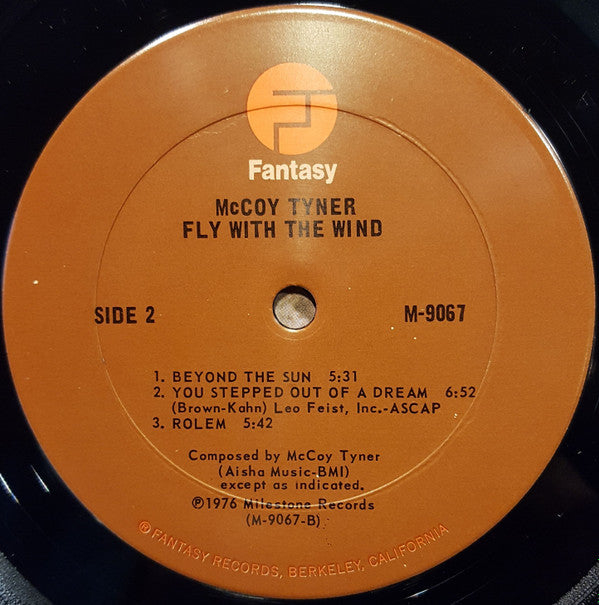 Fantasy
McCOY TYNER
FLY WITH THE WIND
SIDE 2
M-9067
1. BEYOND THE SUN 5:31
2. YOU STEPPED OUT OF A DREAM 6:52
(Brown-Kahn) Leo Feist, Inc.-ASCAP
3. ROLEM 5:42
Composed by McCoy Tyner
(Aisha Music-BMI)
except as indicated.
℗1976 Milestone Records
(M-9067-B)
®FANTASY RECORDS, BERKELEY, CALIFORNIA